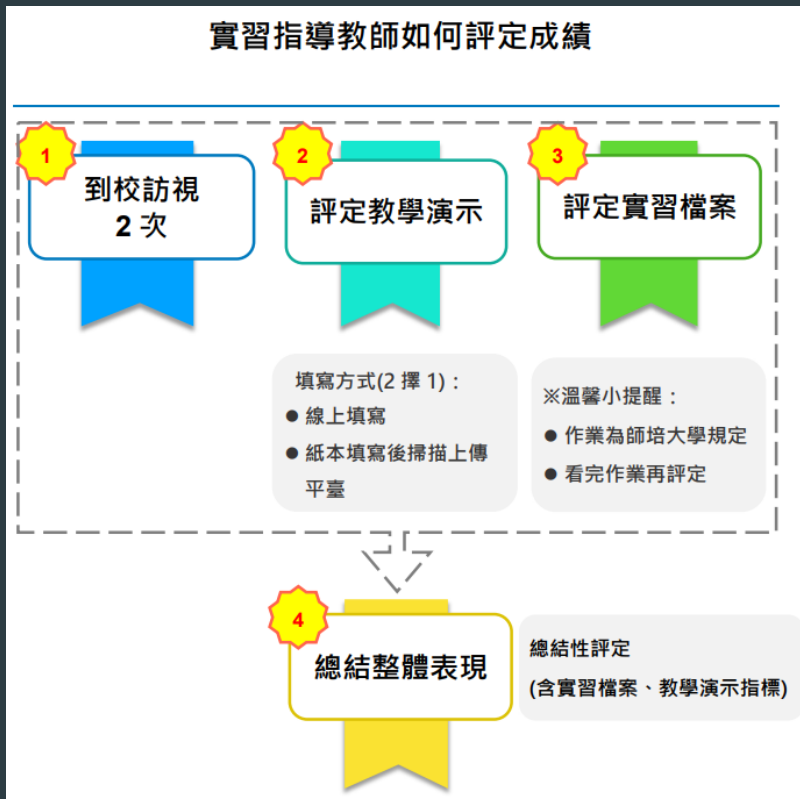 實習指導教師如何評定成績
1
到校訪視
2 次
2
評定教學演示
3
評定實習檔案
填寫方式(2 擇 1)：
● 線上填寫
● 紙本填寫後掃描上傳
平臺
※溫馨小提醒：
● 作業為師培大學規定
● 看完作業再評定
4
總結整體表現
總結性評定
(含實習檔案、教學演示指標)